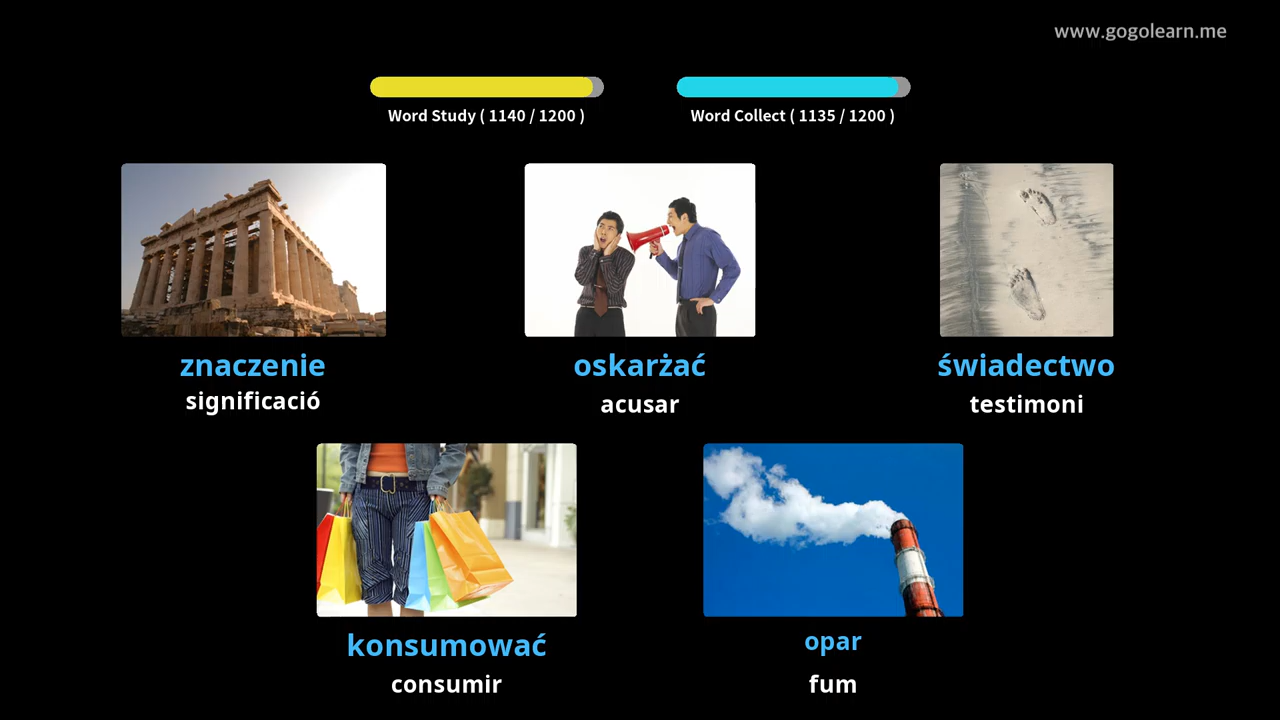 www.gogolearn.me
Word Study ( 1140 / 1200 )
Word Collect ( 1135 / 1200 )
znaczenie
significació
oskarżać
acusar
świadectwo
testimoni
konsumować
consumir
opar
fum